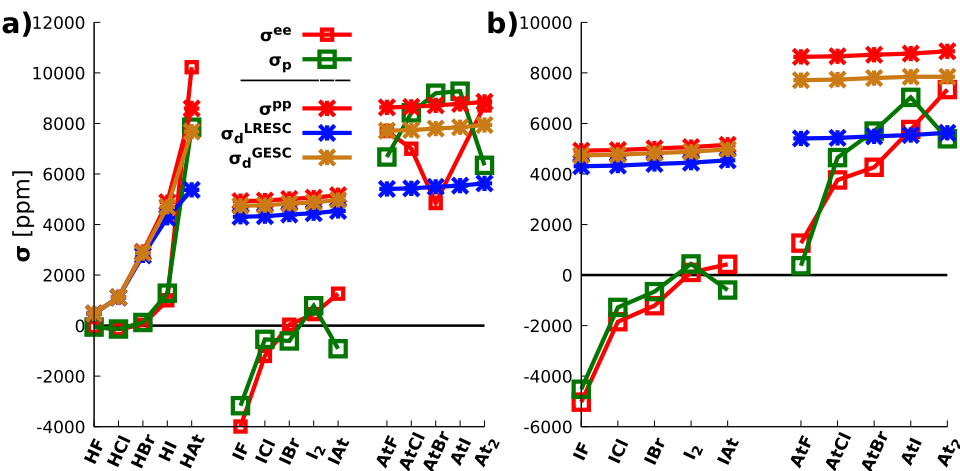 a)
σ [ppm]
12000
10000
8000
6000
4000
2000
0
-2000
-4000
σee
σp
σpp
σdLRESC
σdGESC
HF
HCl
HBr
HI
HAt
IF
ICl
IBr
I2
IAt
AtF
AtCl
AtBr
AtI
At2
b)
10000
8000
6000
4000
2000
0
-2000
-4000
-6000
IF
ICl
IBr
I2
IAt
AtF
AtCl
AtBr
AtI
At2